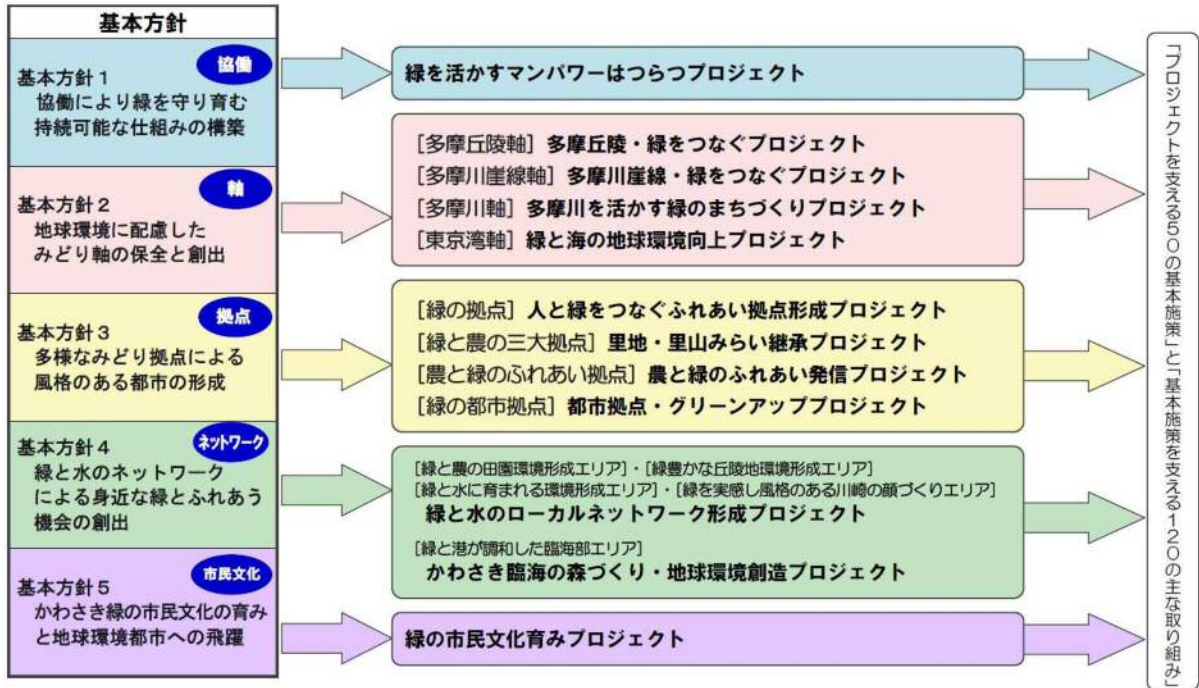 基本方針
協働
基本方針1
協働により緑を守り育む
持続可能な仕組みの構築
緑を活かすマンパワーはつらつプロジェクト
軸
基本方針2
地球環境に配慮した
みどり軸の保全と創出
[多摩丘陵軸] 多摩丘陵・緑をつなぐプロジェクト
[多摩川崖線軸] 多摩川崖線・緑をつなぐプロジェクト
[多摩川軸] 多摩川を活かす緑のまちづくりプロジェクト
[東京湾軸] 緑と海の地球環境向上プロジェクト
拠点
基本方針3
多様なみどり拠点による
風格のある都市の形成
[緑の拠点] 人と緑をつなぐふれあい拠点形成プロジェクト
[緑と農の三大拠点] 里地・里山みらい継承プロジェクト
[農と緑のふれあい拠点] 農と緑のふれあい発信プロジェクト
[緑の都市拠点] 都市拠点・グリーンアッププロジェクト
ネットワーク
基本方針4
緑と水のネットワーク
による身近な緑とふれあう
機会の創出
[緑と農の田園環境形成エリア]・[緑豊かな丘陵地環境形成エリア]
[緑と水に育まれる環境形成エリア]・[緑を実感し風格のある川崎の顔づくりエリア]
緑と水のローカルネットワーク形成プロジェクト
[緑と港が調和した臨海部エリア]
かわさき臨海の森づくり・地球環境創造プロジェクト
市民文化
基本方針5
かわさき緑の市民文化の育み
と地球環境都市への飛躍
緑の市民文化育みプロジェクト
「プロジェクトを支える50の基本施策」と「基本施策を支える120の主な取り組み」